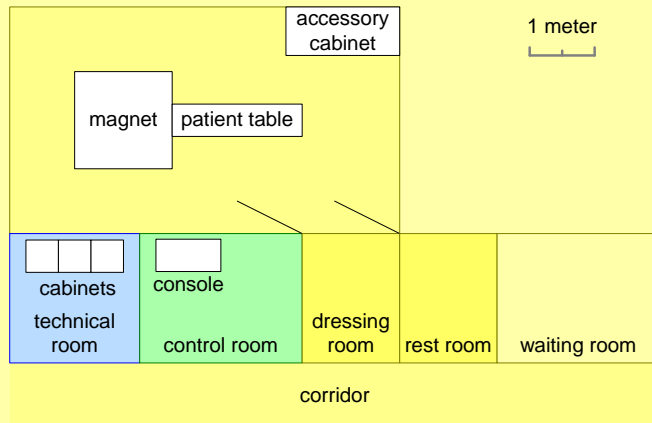 accessory
cabinet
1 meter
magnet
patient table
cabinets
console
technical
room
control room
dressing
room
rest room
waiting room
corridor